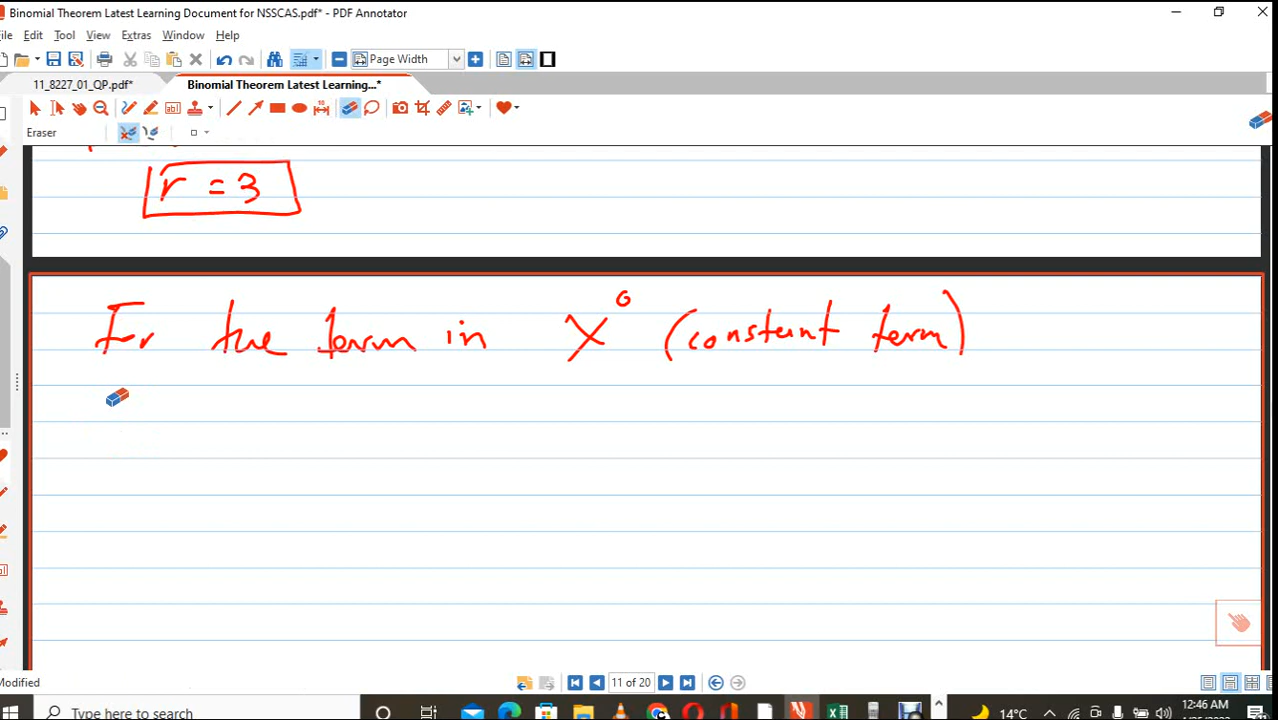 Binomial Theorem Latest Learning Document for NSSCAS.pdf* - PDF Annotator
ile Edit Tool View Extras Window Help
Page Width
11_8227_01_QP.pdf* Binomial Theorem Latest Learning...*
Eraser
r = 3
For the term in X⁰ (constant term)
Modified 11 of 20
Type here to search 14°C 12:46 AM